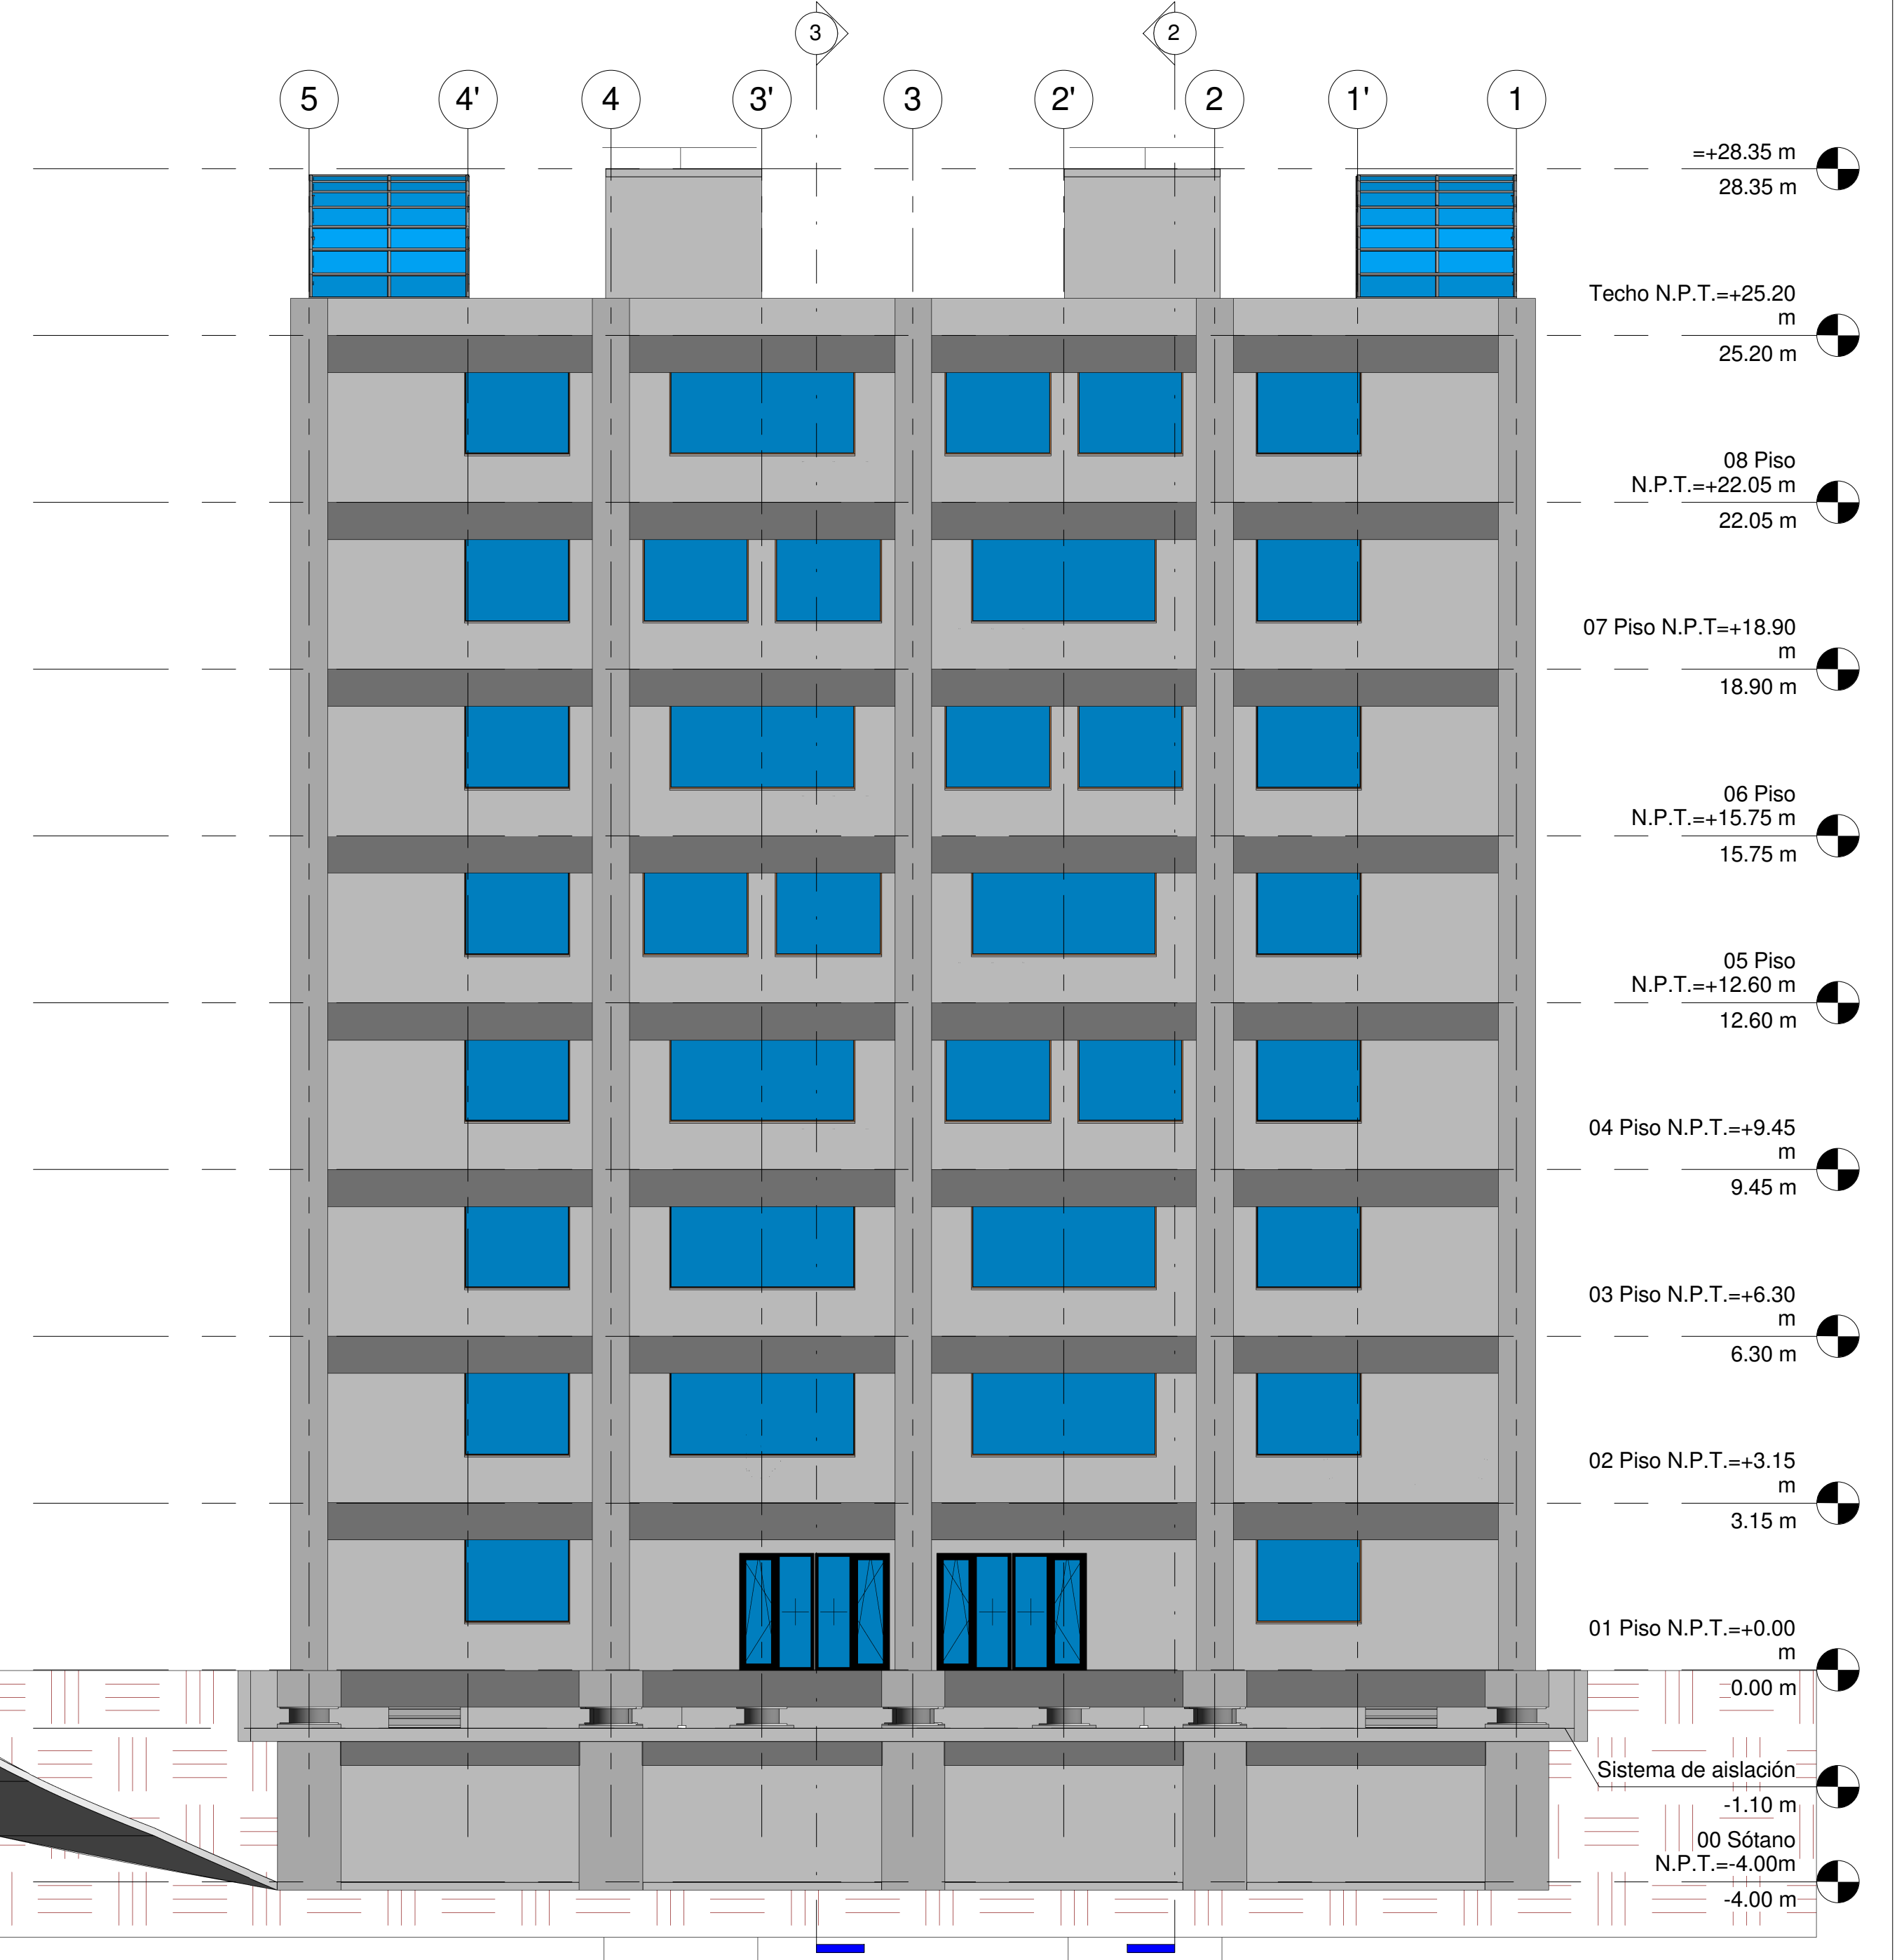 3
2
5
4'
4
3'
3
2'
2
1'
1
=+28.35 m
28.35 m
Techo N.P.T.=+25.20
m
25.20 m
08 Piso
N.P.T.=+22.05 m
22.05 m
07 Piso N.P.T=+18.90
m
18.90 m
06 Piso
N.P.T.=+15.75 m
15.75 m
05 Piso
N.P.T.=+12.60 m
12.60 m
04 Piso N.P.T.=+9.45
m
9.45 m
03 Piso N.P.T.=+6.30
m
6.30 m
02 Piso N.P.T.=+3.15
m
3.15 m
01 Piso N.P.T.=+0.00
m
0.00 m
Sistema de aislación
-1.10 m
00 Sótano
N.P.T.=-4.00m
-4.00 m